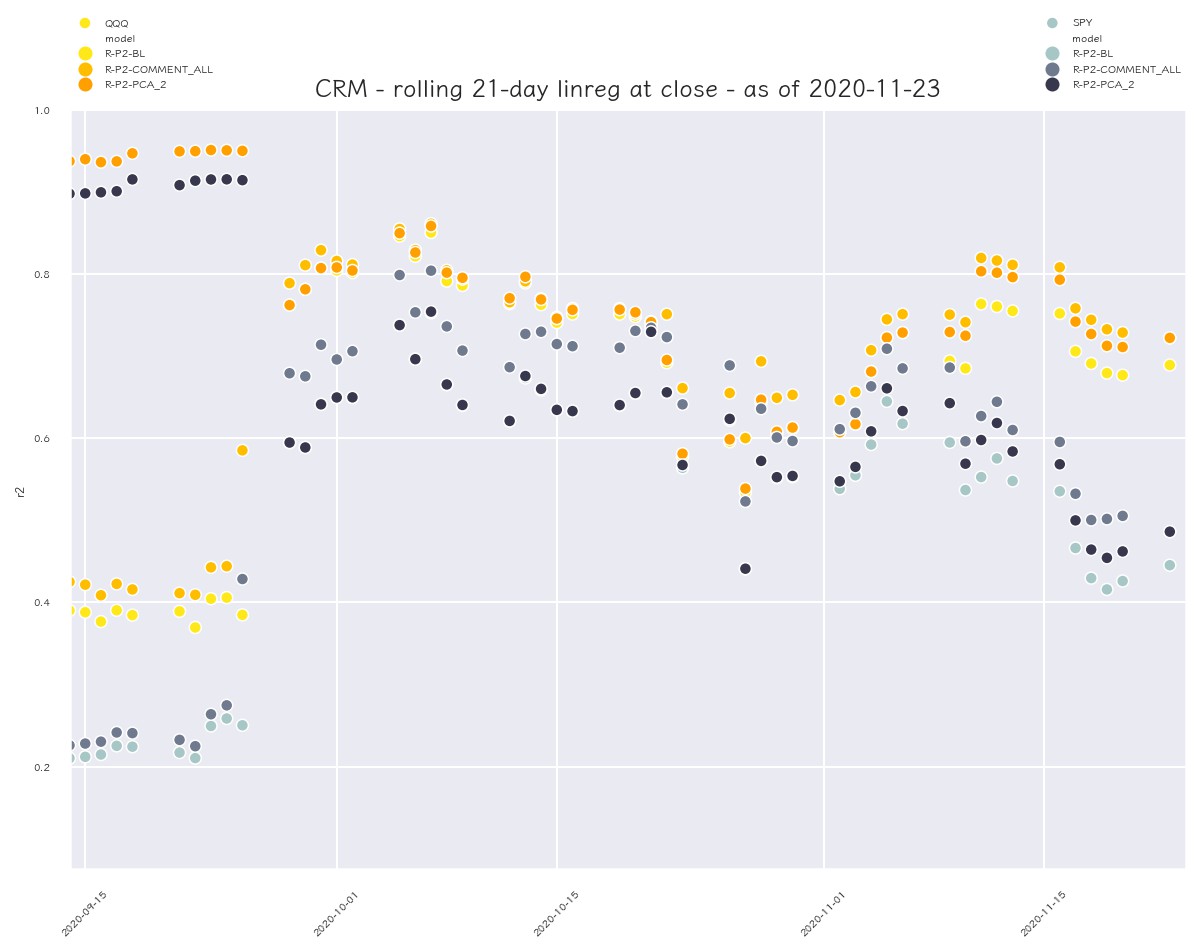 QQQ
model
R-P2-BL
R-P2-COMMENT_ALL
R-P2-PCA_2
SPY
model
R-P2-BL
R-P2-COMMENT_ALL
R-P2-PCA_2
CRM - rolling 21-day linreg at close - as of 2020-11-23
1.0
0.8
0.6
0.4
0.2
r2
2020-09-15
2020-10-01
2020-10-15
2020-11-01
2020-11-15